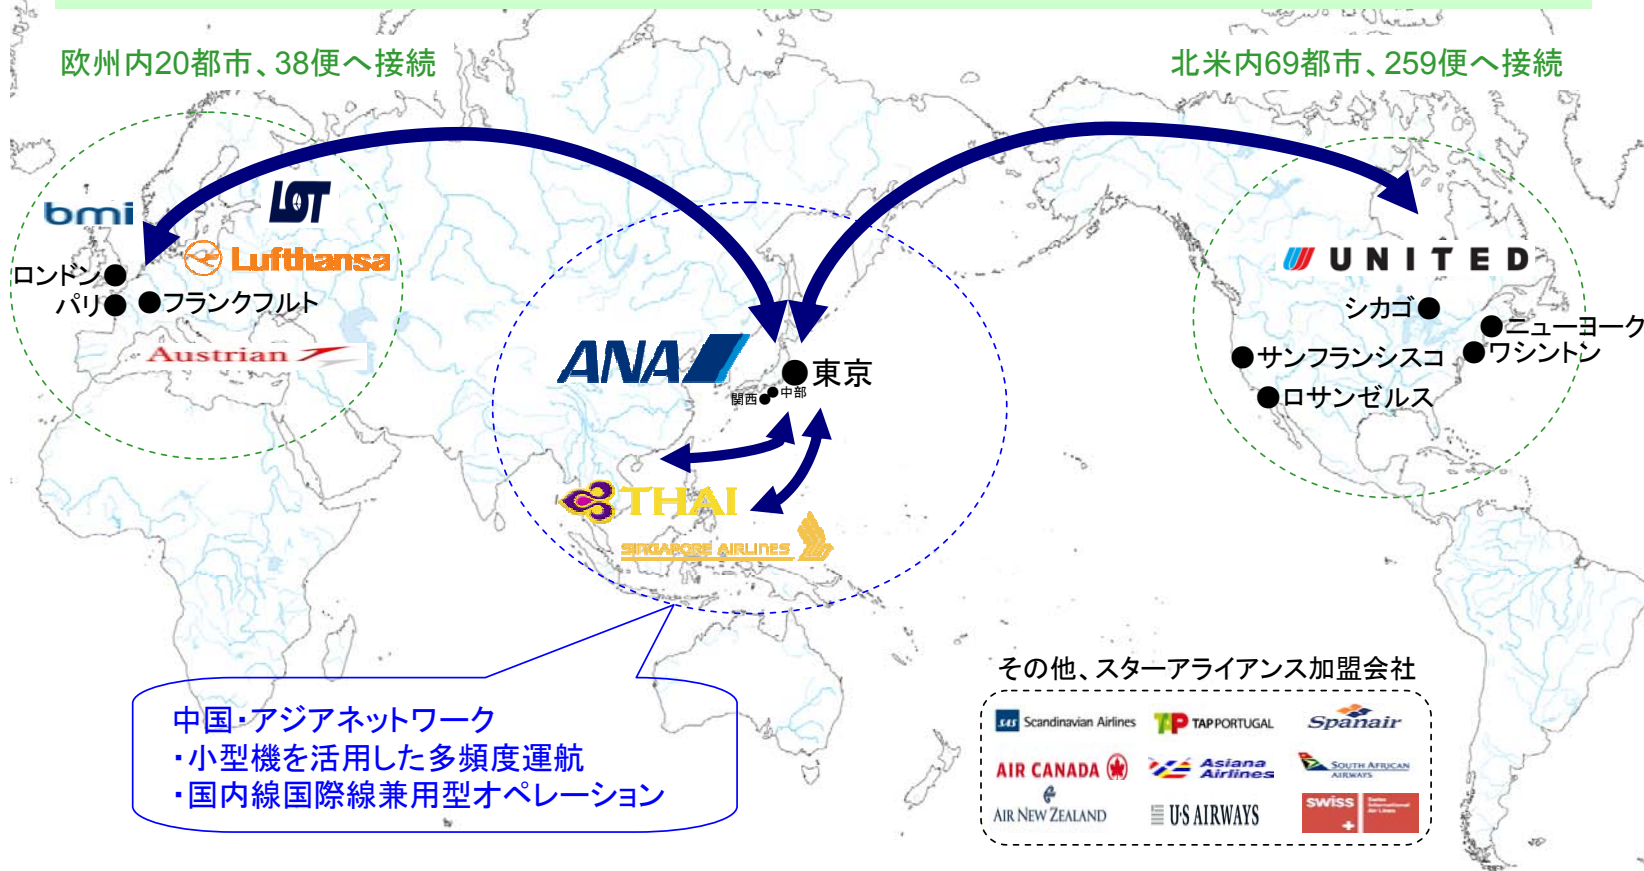 欧州内20都市、38便へ接続
北米内69都市、259便へ接続
bmi
LOT
Lufthansa
ロンドン
パリ
フランクフルト
Austrian
UNITED
シカゴ
ニューヨーク
ワシントン
サンフランシスコ
ロサンゼルス
ANA
東京
中部
関西
THAI
SINGAPORE AIRLINES
中国・アジアネットワーク
・小型機を活用した多頻度運航
・国内線国際線兼用型オペレーション
その他、スターアライアンス加盟会社
SAS Scandinavian Airlines
TAP TAP PORTUGAL
Spanair
AIR CANADA
Asiana Airlines
SOUTH AFRICAN
AIRWAYS
AIR NEW ZEALAND
U·S AIRWAYS
swiss
Swiss
International
Air Lines